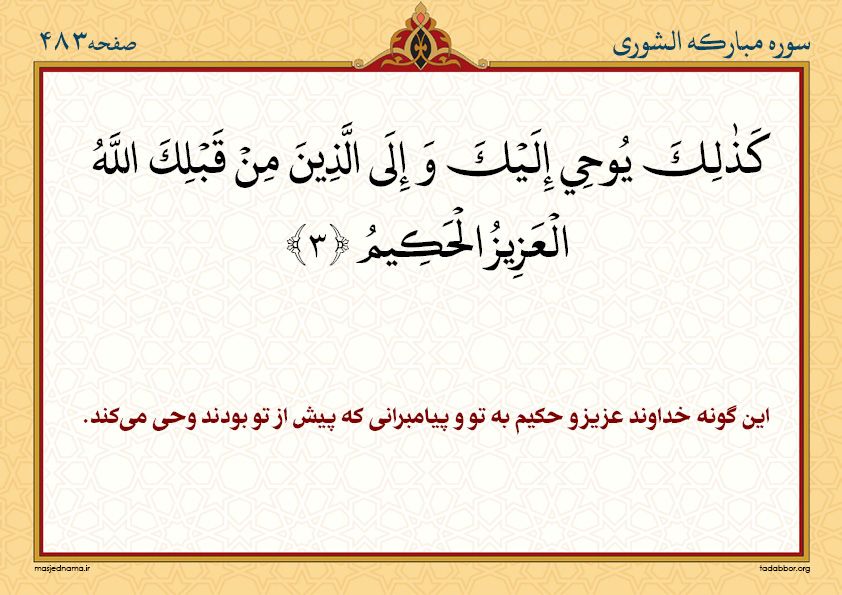 سوره مبارکه الشوری
صفحه۴۸۳
كَذَٰلِكَ يُوحِي إِلَيْكَ وَ إِلَى الَّذِينَ مِنْ قَبْلِكَ اللَّهُ
الْعَزِيزُ الْحَكِيمُ ﴿٣﴾
این گونه خداوند عزیز و حکیم به تو و پیامبرانی که پیش از تو بودند وحی می‌کند.
masjednama.ir
tadabbor.org